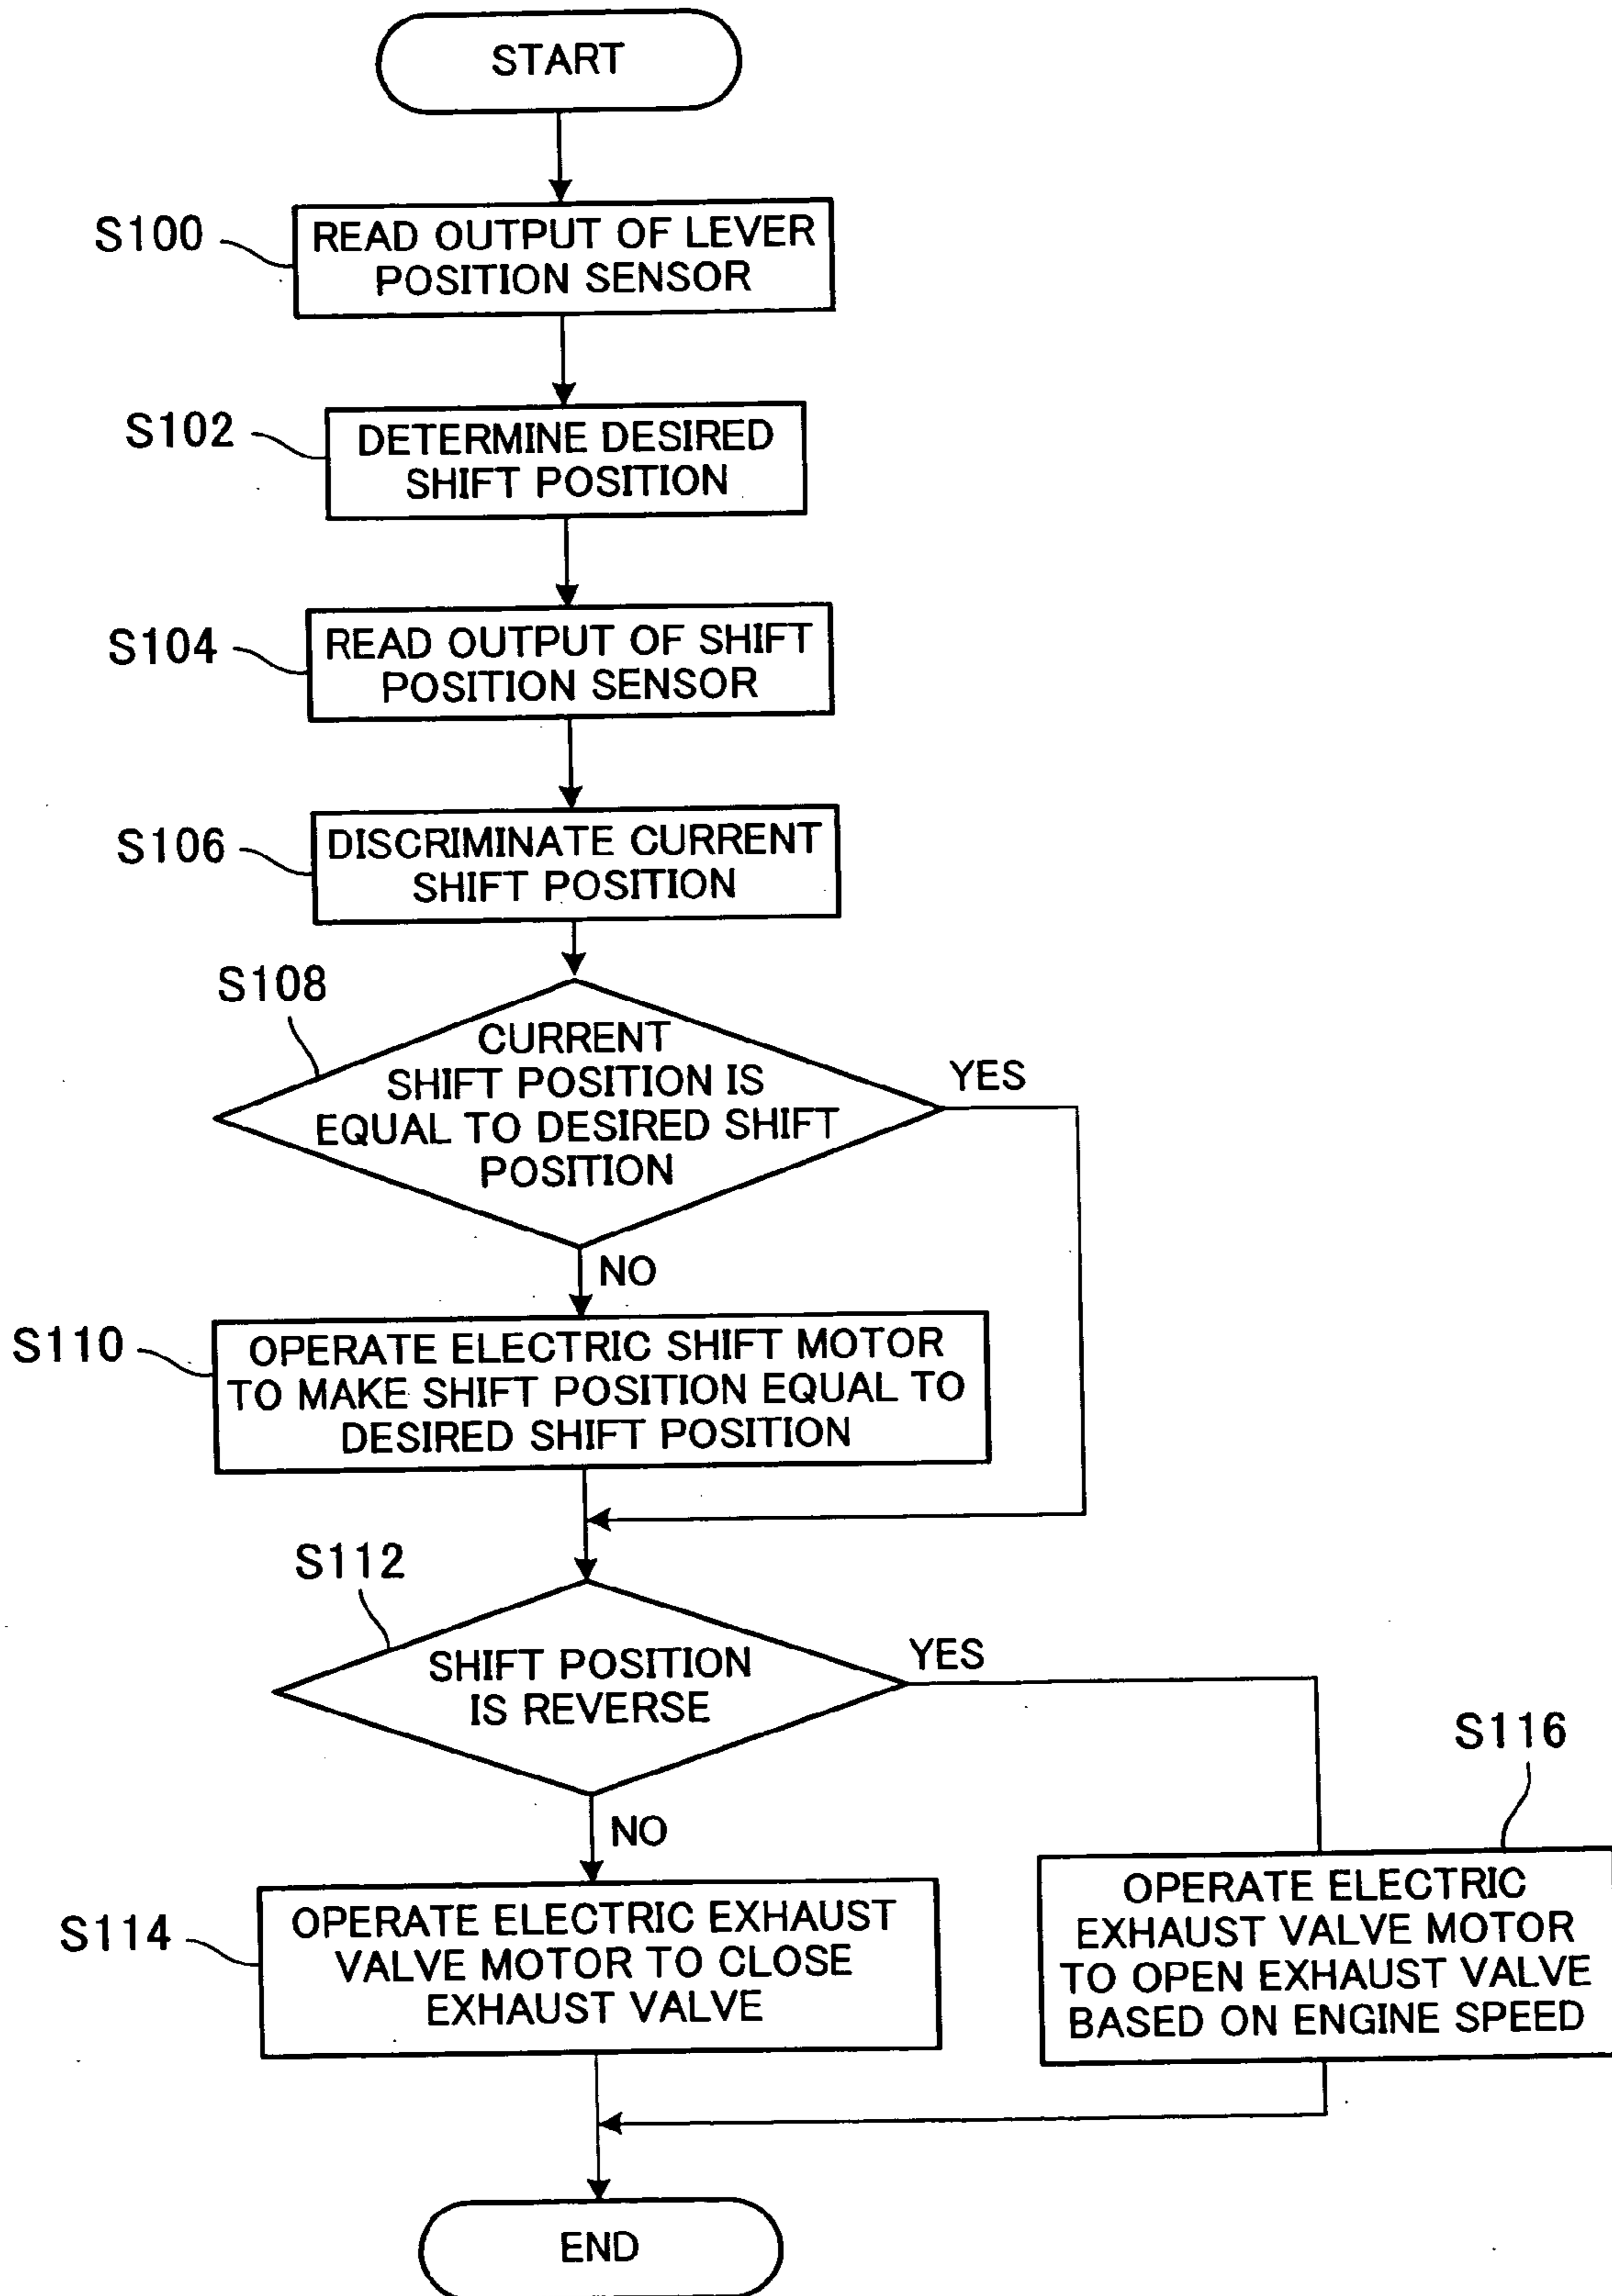 START
S100
READ OUTPUT OF LEVER
POSITION SENSOR
S102
DETERMINE DESIRED
SHIFT POSITION
S104
READ OUTPUT OF SHIFT
POSITION SENSOR
S106
DISCRIMINATE CURRENT
SHIFT POSITION
S108
CURRENT
SHIFT POSITION IS
EQUAL TO DESIRED SHIFT
POSITION
YES
NO
S110
OPERATE ELECTRIC SHIFT MOTOR
TO MAKE SHIFT POSITION EQUAL TO
DESIRED SHIFT POSITION
S112
SHIFT POSITION
IS REVERSE
YES
NO
S114
OPERATE ELECTRIC EXHAUST
VALVE MOTOR TO CLOSE
EXHAUST VALVE
S116
OPERATE ELECTRIC
EXHAUST VALVE MOTOR
TO OPEN EXHAUST VALVE
BASED ON ENGINE SPEED
END